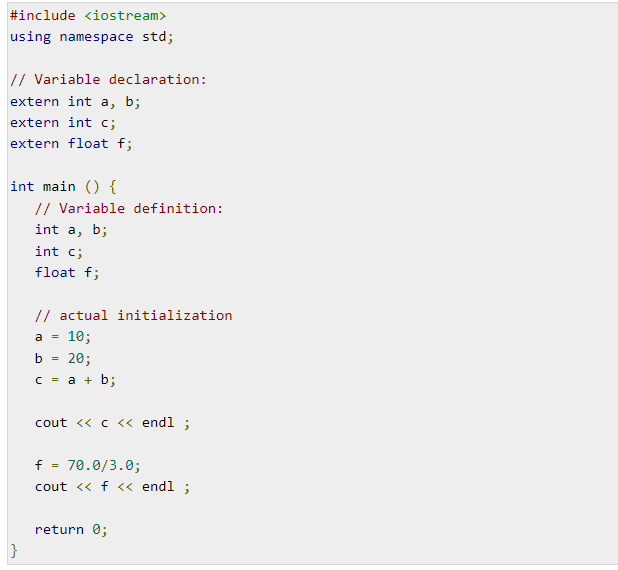 #include <iostream>
using namespace std;
// Variable declaration:
extern int a, b;
extern int c;
extern float f;
int main () {
// Variable definition:
int a, b;
int c;
float f;
// actual initialization
a = 10;
b = 20;
c = a + b;
cout << c << endl ;
f = 70.0/3.0;
cout << f << endl ;
return 0;
}